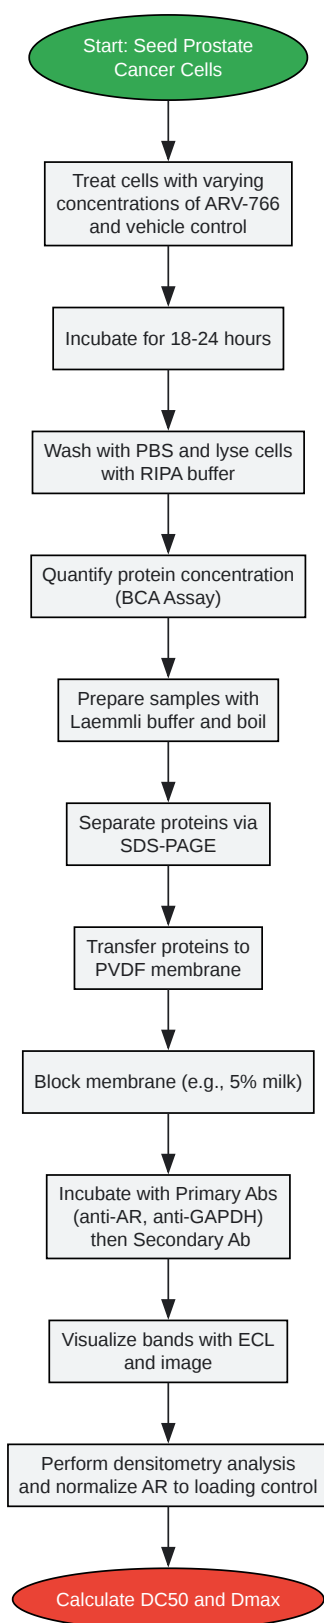 Start: Seed Prostate
Cancer Cells
Treat cells with varying
concentrations of ARV-766
and vehicle control
Incubate for 18-24 hours
Wash with PBS and lyse cells
with RIPA buffer
Quantify protein concentration
(BCA Assay)
Prepare samples with
Laemmli buffer and boil
Separate proteins via
SDS-PAGE
Transfer proteins to
PVDF membrane
Block membrane (e.g., 5% milk)
Incubate with Primary Abs
(anti-AR, anti-GAPDH)
then Secondary Ab
Visualize bands with ECL
and image
Perform densitometry analysis
and normalize AR to loading control
Calculate DC50 and Dmax